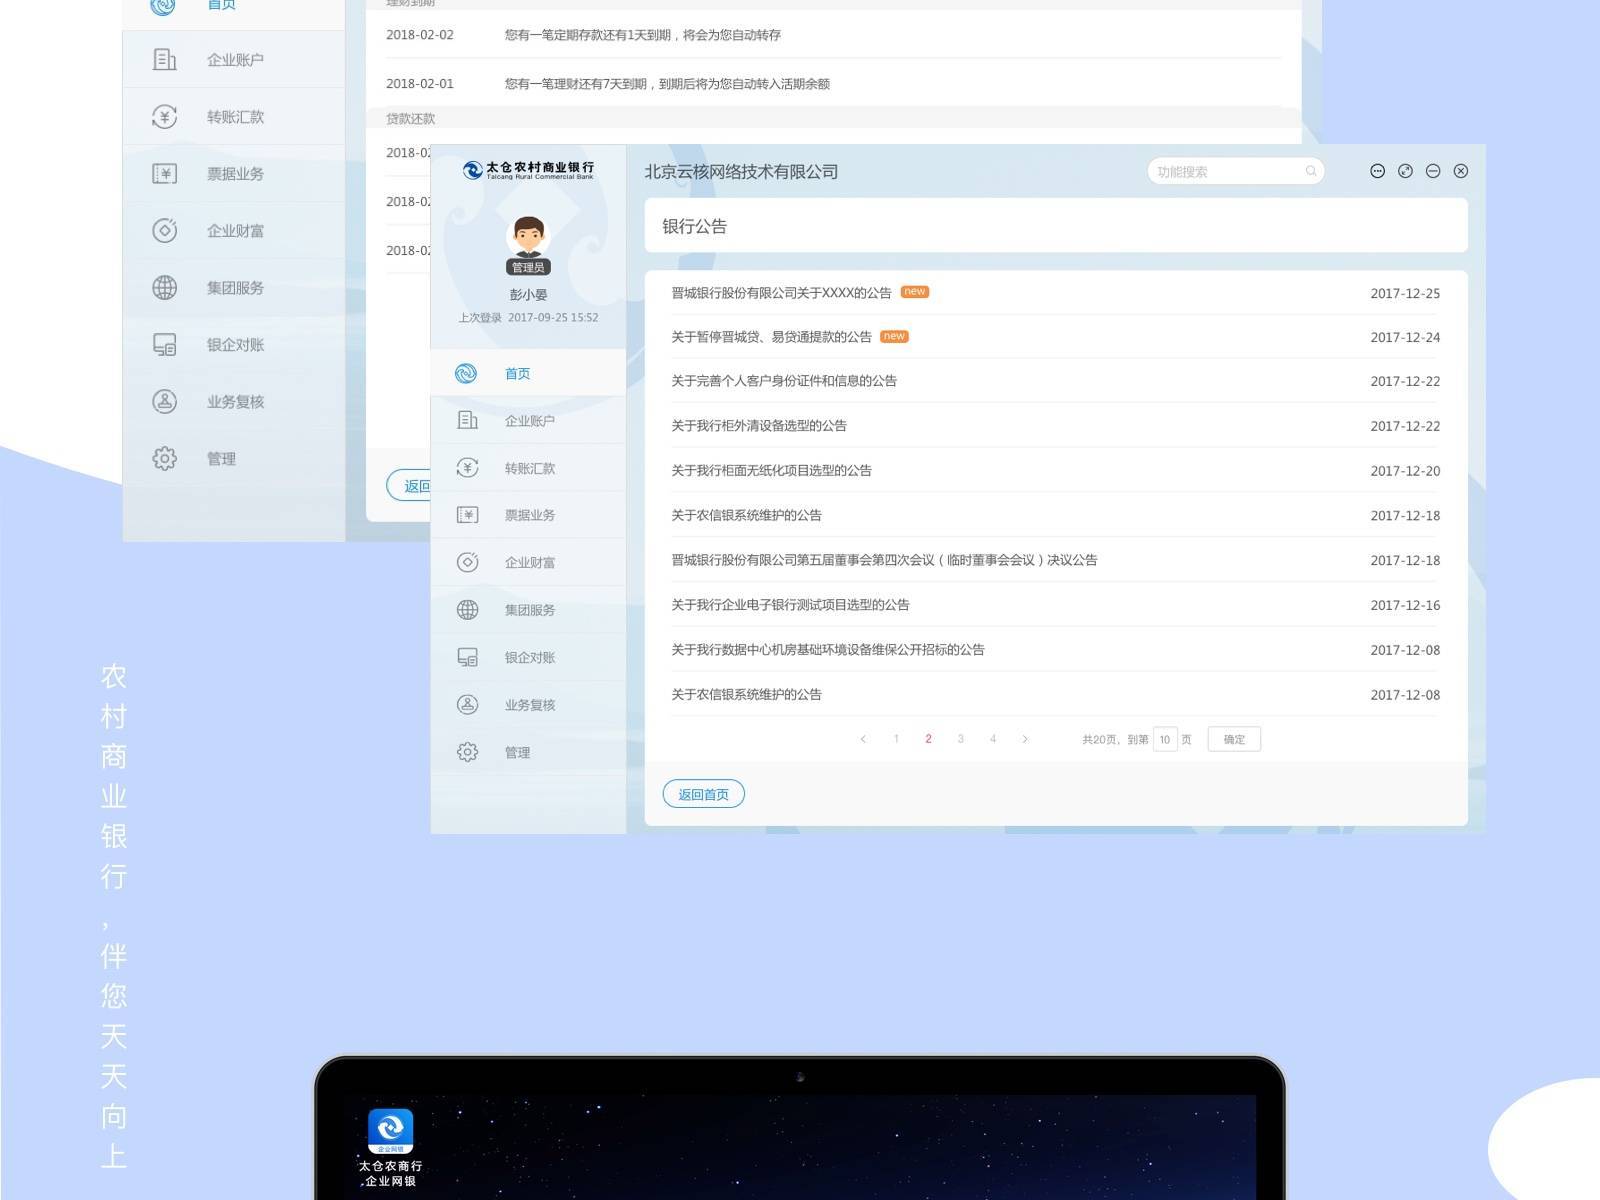 首页
企业账户
转账汇款
票据业务
企业财富
集团服务
银企对账
业务复核
管理
理财到期
2018-02-02 您有一笔定期存款还有1天到期，将会为您自动转存
2018-02-01 您有一笔理财还有7天到期，到期后将为您自动转入活期余额
贷款还款
2018-02
2018-02
2018-02
返回
太仓农村商业银行
Taicang Rural Commercial Bank
管理员
彭小晏
上次登录 2017-09-25 15:52
首页
企业账户
转账汇款
票据业务
企业财富
集团服务
银企对账
业务复核
管理
北京云核网络技术有限公司
功能搜索
银行公告
晋城银行股份有限公司关于XXXX的公告 new 2017-12-25
关于暂停晋城贷、易贷通提款的公告 new 2017-12-24
关于完善个人客户身份证件和信息的公告 2017-12-22
关于我行柜外清设备选型的公告 2017-12-22
关于我行柜面无纸化项目选型的公告 2017-12-20
关于农信银系统维护的公告 2017-12-18
晋城银行股份有限公司第五届董事会第四次会议（临时董事会会议）决议公告 2017-12-18
关于我行企业电子银行测试项目选型的公告 2017-12-16
关于我行数据中心机房基础环境设备维保公开招标的公告 2017-12-08
关于农信银系统维护的公告 2017-12-08
< 1 2 3 4 > 共20页，到第 10 页 确定
返回首页
农村商业银行，伴您天天向上
企业网银
太仓农商行
企业网银